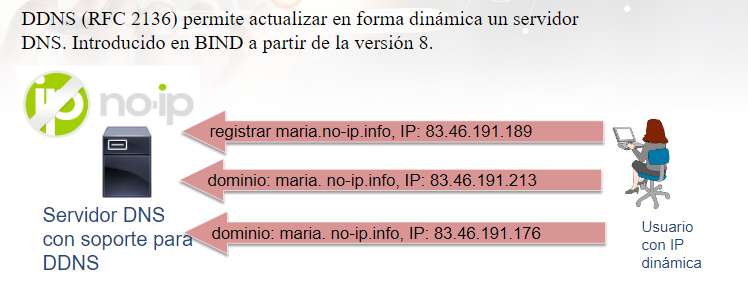 DDNS (RFC 2136) permite actualizar en forma dinámica un servidor
DNS. Introducido en BIND a partir de la versión 8.
no-ip
registrar maria.no-ip.info, IP: 83.46.191.189
dominio: maria. no-ip.info, IP: 83.46.191.213
dominio: maria. no-ip.info, IP: 83.46.191.176
Servidor DNS
con soporte para
DDNS
Usuario
con IP
dinámica